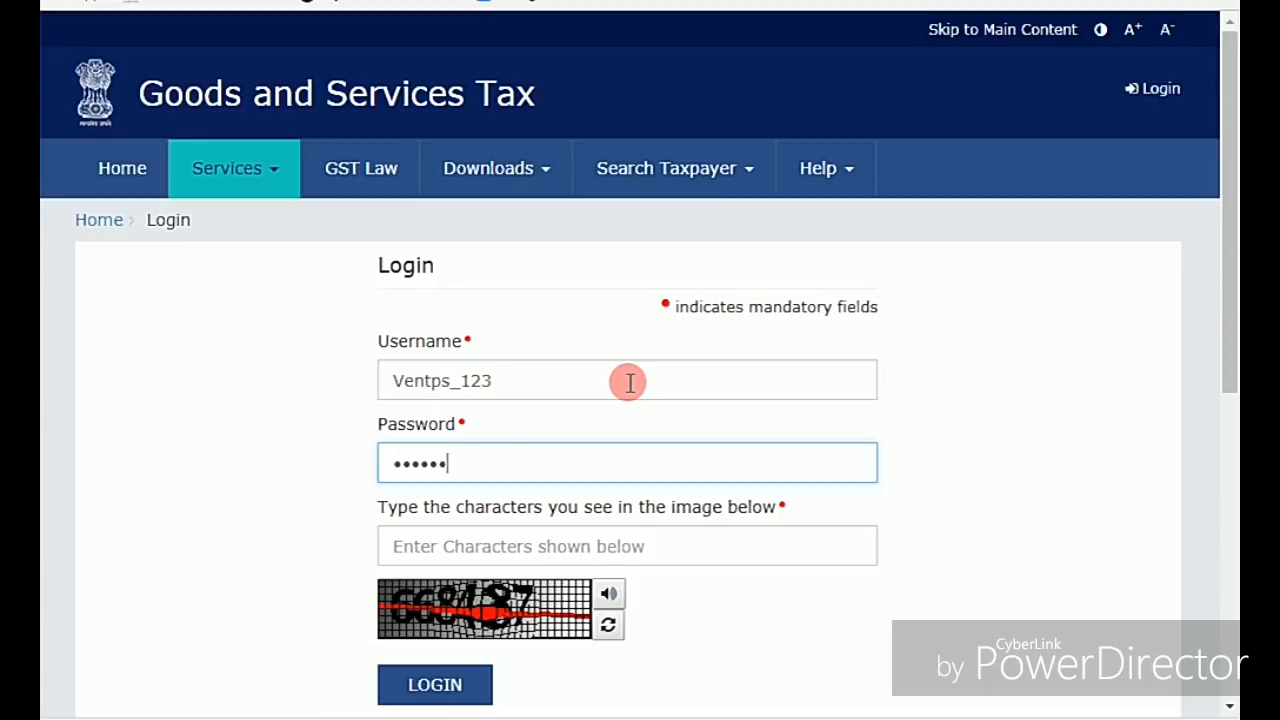 Skip to Main Content A+ A-
Goods and Services Tax
Login
Home Services GST Law Downloads Search Taxpayer Help
Home Login
Login
• indicates mandatory fields
Username•
Ventps_123
Password•
••••••
Type the characters you see in the image below•
Enter Characters shown below
LOGIN
CyberLink
by PowerDirector